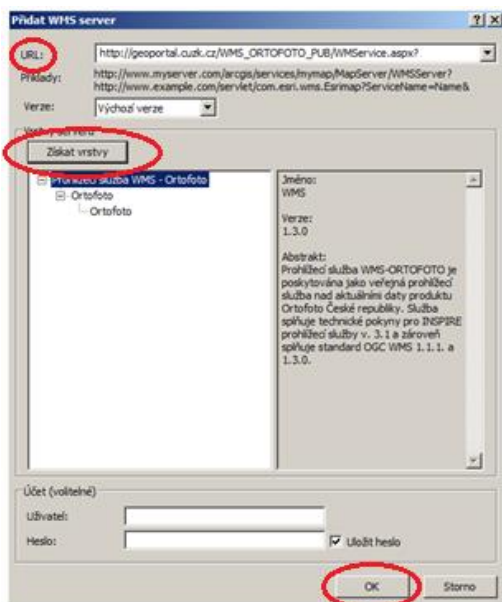 Přidat WMS server
URL:
http://geoportal.cuzk.cz/WMS_ORTOFOTO_PUB/WMService.aspx?
Příklady:
http://www.myserver.com/arcgis/services/mymap/MapServer/WMSServer?
http://www.example.com/servlet/com.esri.wms.Esrimap?ServiceName=Name&
Verze:
Výchozí verze
Vrstvy serveru
Získat vrstvy
Prohlížecí služba WMS - Ortofoto
Ortofoto
Ortofoto
Jméno:
WMS
Verze:
1.3.0
Abstrakt:
Prohlížecí služba WMS-ORTOFOTO je
poskytována jako veřejná prohlížecí
služba nad aktuálními daty produktu
Ortofoto České republiky. Služba
splňuje technické pokyny pro INSPIRE
prohlížecí služby v. 3.1 a zároveň
splňuje standard OGC WMS 1.1.1. a
1.3.0.
Účet (volitelné)
Uživatel:
Heslo:
Uložit heslo
OK
Storno